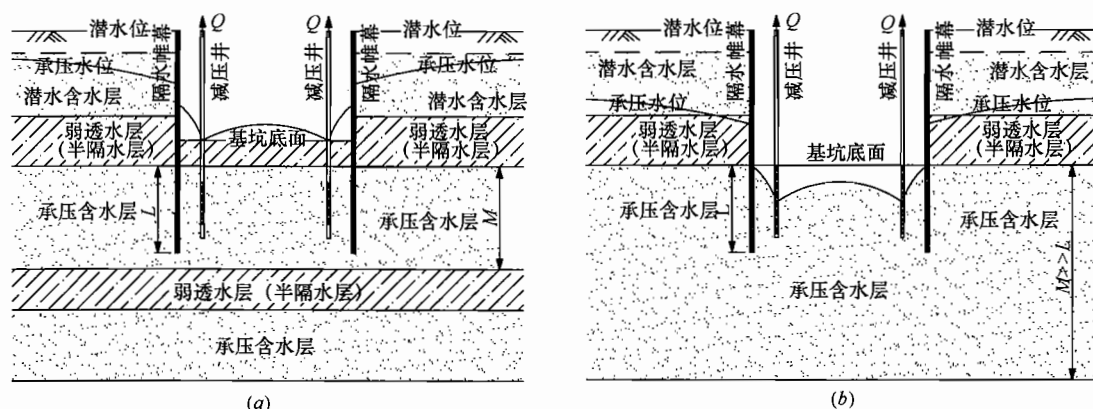 潜水位
隔水帷幕
Q
减压井
Q
减压井
隔水帷幕
潜水位
承压水位
承压水位
潜水含水层
潜水含水层
弱透水层
(半隔水层)
基坑底面
弱透水层
(半隔水层)
承压含水层
L
承压含水层
M
弱透水层(半隔水层)
承压含水层
(a)
潜水位
隔水帷幕
Q
减压井
Q
减压井
隔水帷幕
潜水位
潜水含水层
潜水含水层
承压水位
承压水位
弱透水层
(半隔水层)
基坑底面
弱透水层
(半隔水层)
承压含水层
L
承压含水层
M>>L
承压含水层
(b)